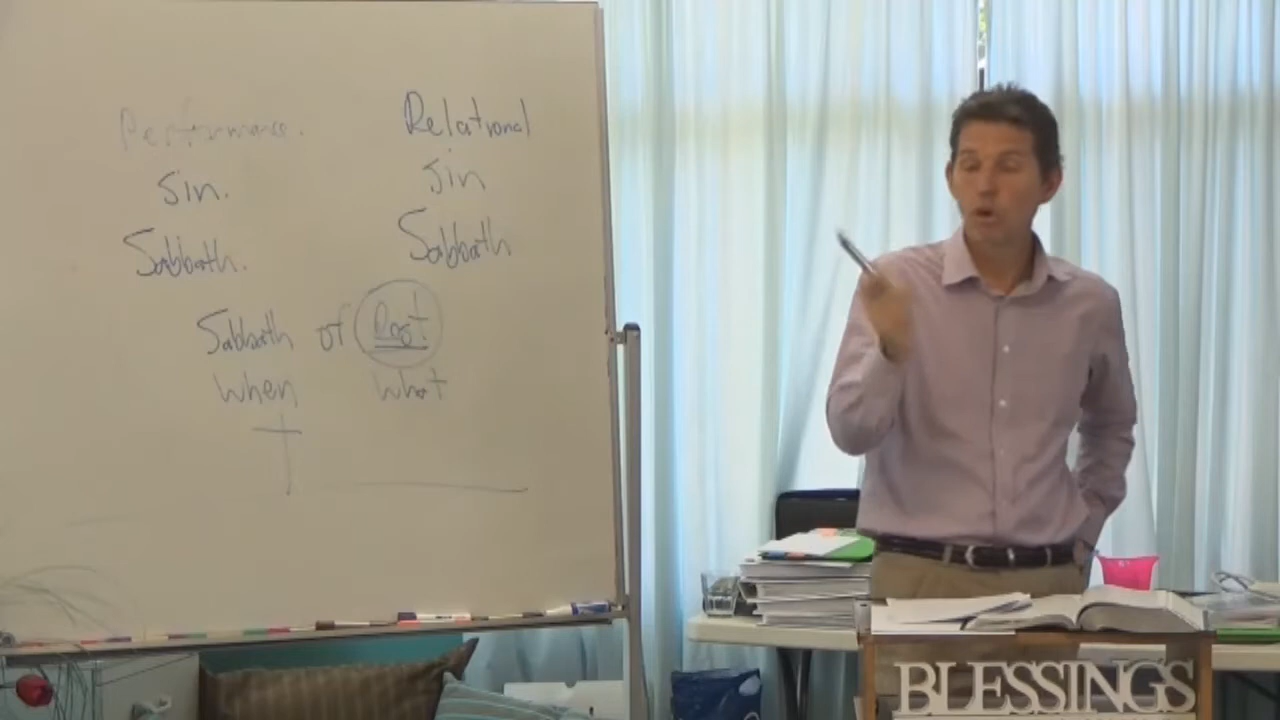 Performance. Relational
sin. sin
Sabbath. Sabbath
Sabbath of Rest
when what
BLESSINGS